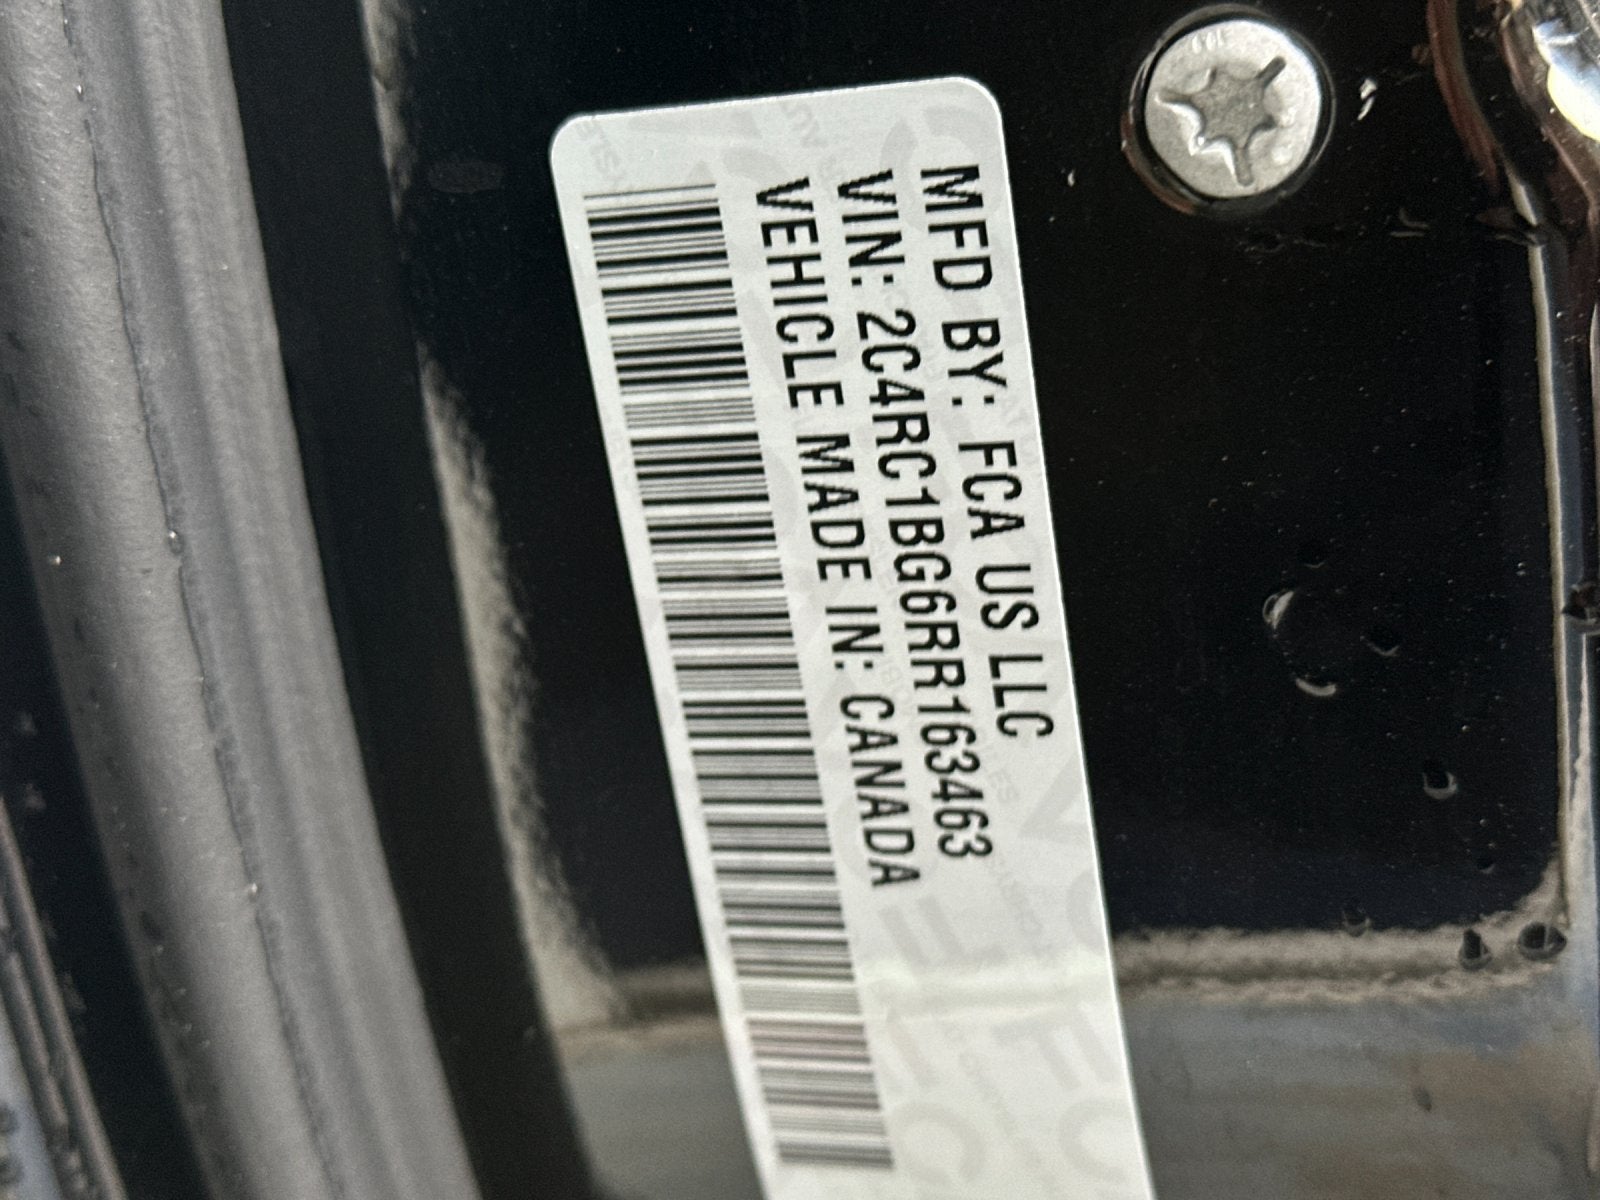 MFD BY: FCA US LLC
VIN: 2C4RC1BG6RR163463
VEHICLE MADE IN: CANADA